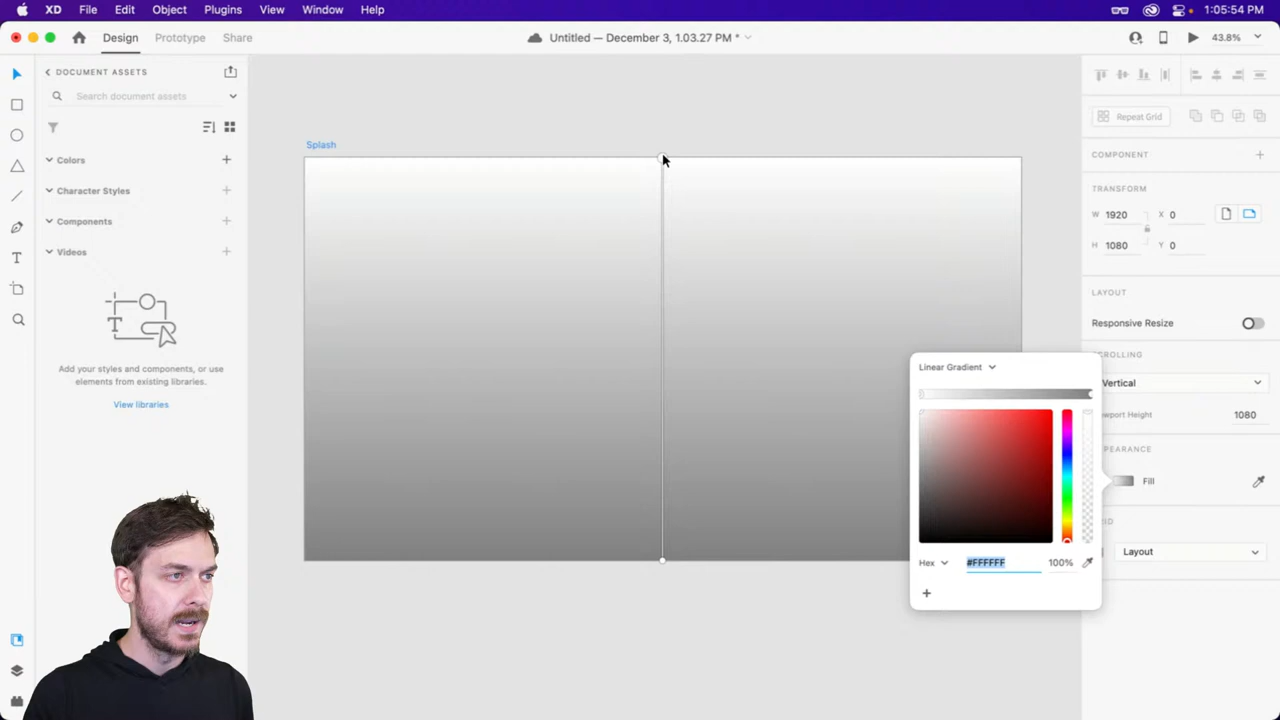 XD File Edit Object Plugins View Window Help 1:05:54 PM
Design Prototype Share Untitled — December 3, 1.03.27 PM * 43.8%
DOCUMENT ASSETS
Search document assets
Colors
Character Styles
Components
Videos
T
Add your styles and components, or use
elements from existing libraries.
View libraries
Splash
Linear Gradient
Hex #FFFFFF 100%
Repeat Grid
COMPONENT
TRANSFORM
W 1920 X 0
H 1080 Y 0
LAYOUT
Responsive Resize
SCROLLING
Vertical
Height 1080
Fill
Layout